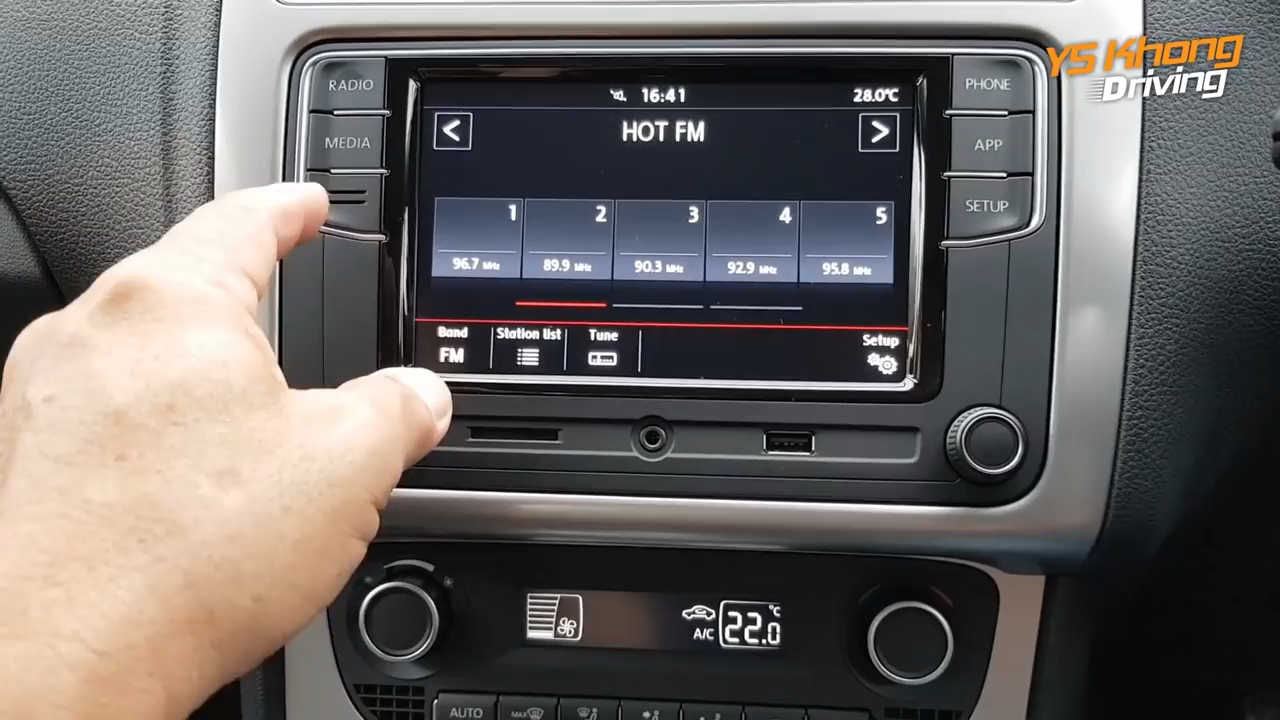 YS Khong
Driving
RADIO
MEDIA
PHONE
APP
SETUP
16:41
28.0°C
<
HOT FM
>
1
2
3
4
5
96.7 MHz
89.9 MHz
90.3 MHz
92.9 MHz
95.8 MHz
Band
FM
Station list
Tune
Setup
A/C
22.0°C
AUTO
MAX